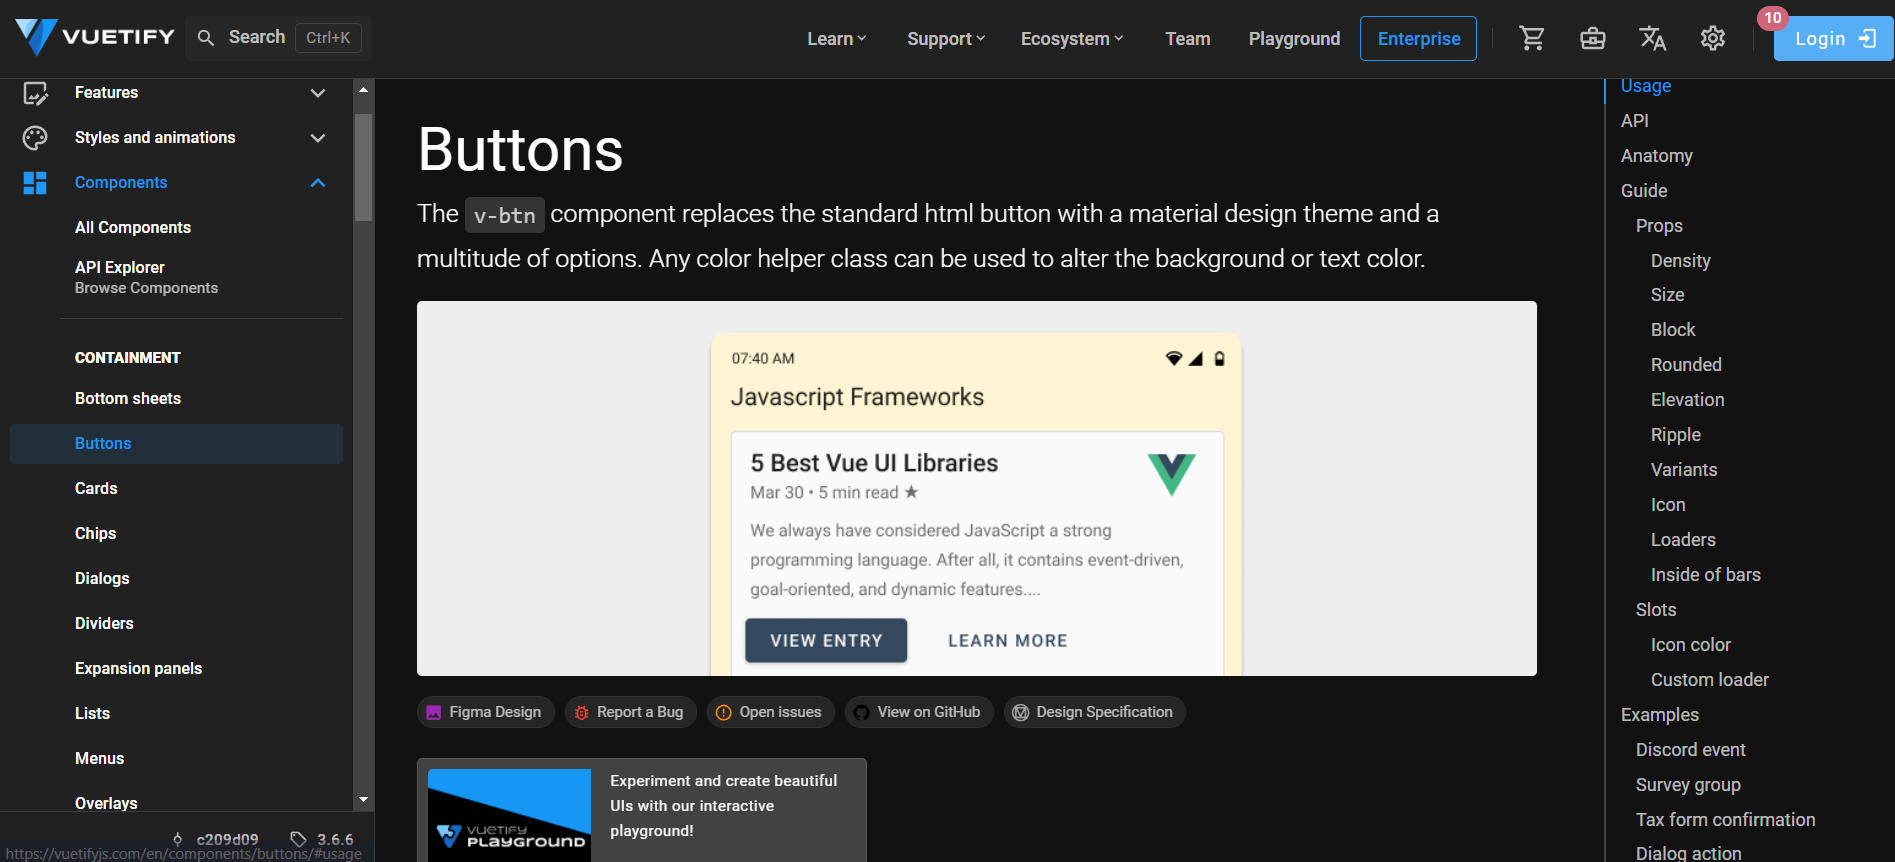 VUETIFY
Search Ctrl+K
Learn
Support
Ecosystem
Team
Playground
Enterprise
10
Login
Features
Styles and animations
Components
All Components
API Explorer
Browse Components
CONTAINMENT
Bottom sheets
Buttons
Cards
Chips
Dialogs
Dividers
Expansion panels
Lists
Menus
Overlays
c209d09
3.6.6
https://vuetifyjs.com/en/components/buttons/#usage
Buttons
The v-btn component replaces the standard html button with a material design theme and a
multitude of options. Any color helper class can be used to alter the background or text color.
07:40 AM
Javascript Frameworks
5 Best Vue UI Libraries
Mar 30 • 5 min read ★
We always have considered JavaScript a strong
programming language. After all, it contains event-driven,
goal-oriented, and dynamic features....
VIEW ENTRY
LEARN MORE
Figma Design
Report a Bug
Open issues
View on GitHub
Design Specification
VUETIFY
PLAYGROUND
Experiment and create beautiful
UIs with our interactive
playground!
Usage
API
Anatomy
Guide
Props
Density
Size
Block
Rounded
Elevation
Ripple
Variants
Icon
Loaders
Inside of bars
Slots
Icon color
Custom loader
Examples
Discord event
Survey group
Tax form confirmation
Dialog action